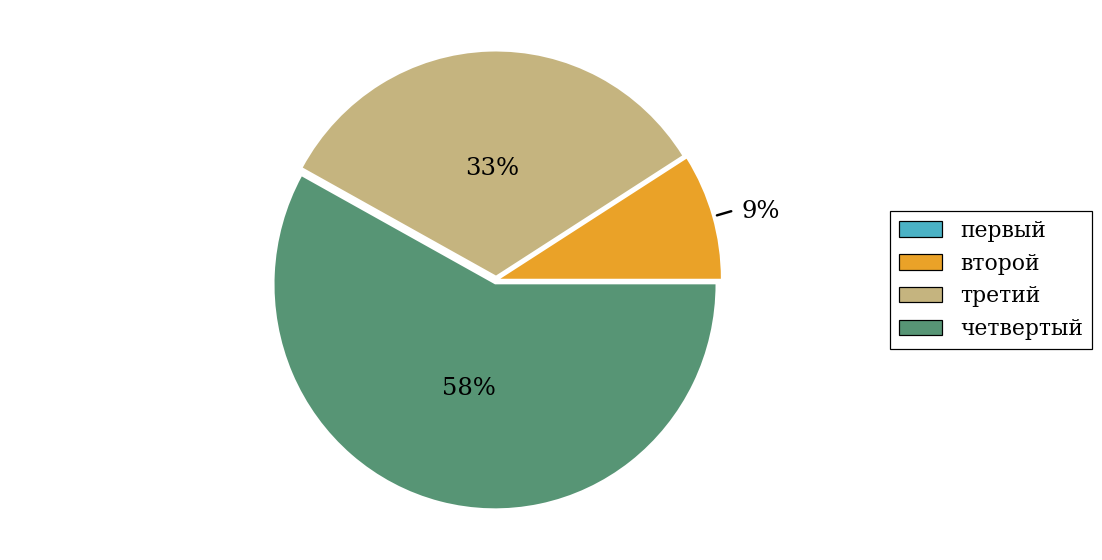 33%
9%
58%
первый
второй
третий
четвертый